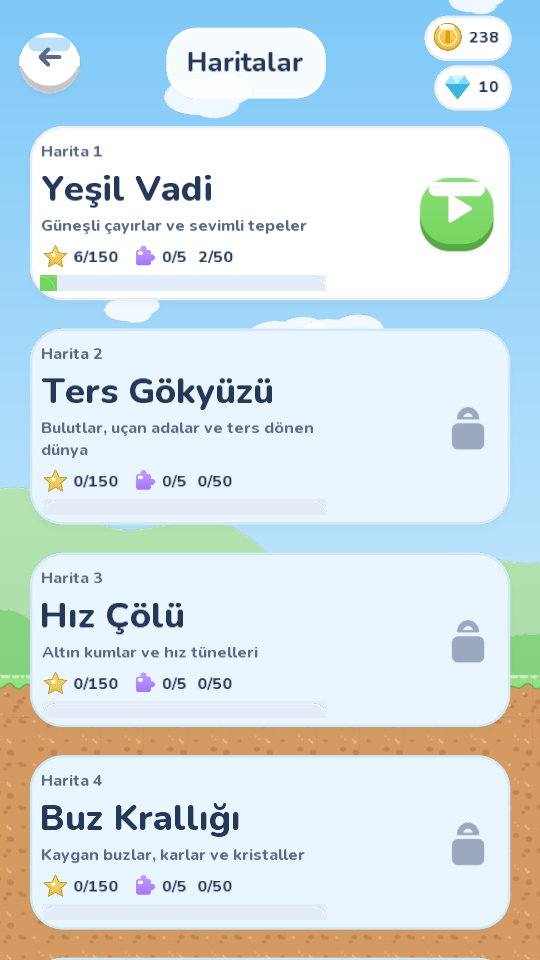 Haritalar
238
10
Harita 1
Yeşil Vadi
Güneşli çayırlar ve sevimli tepeler
6/150 0/5 2/50
Harita 2
Ters Gökyüzü
Bulutlar, uçan adalar ve ters dönen
dünya
0/150 0/5 0/50
Harita 3
Hız Çölü
Altın kumlar ve hız tünelleri
0/150 0/5 0/50
Harita 4
Buz Krallığı
Kaygan buzlar, karlar ve kristaller
0/150 0/5 0/50